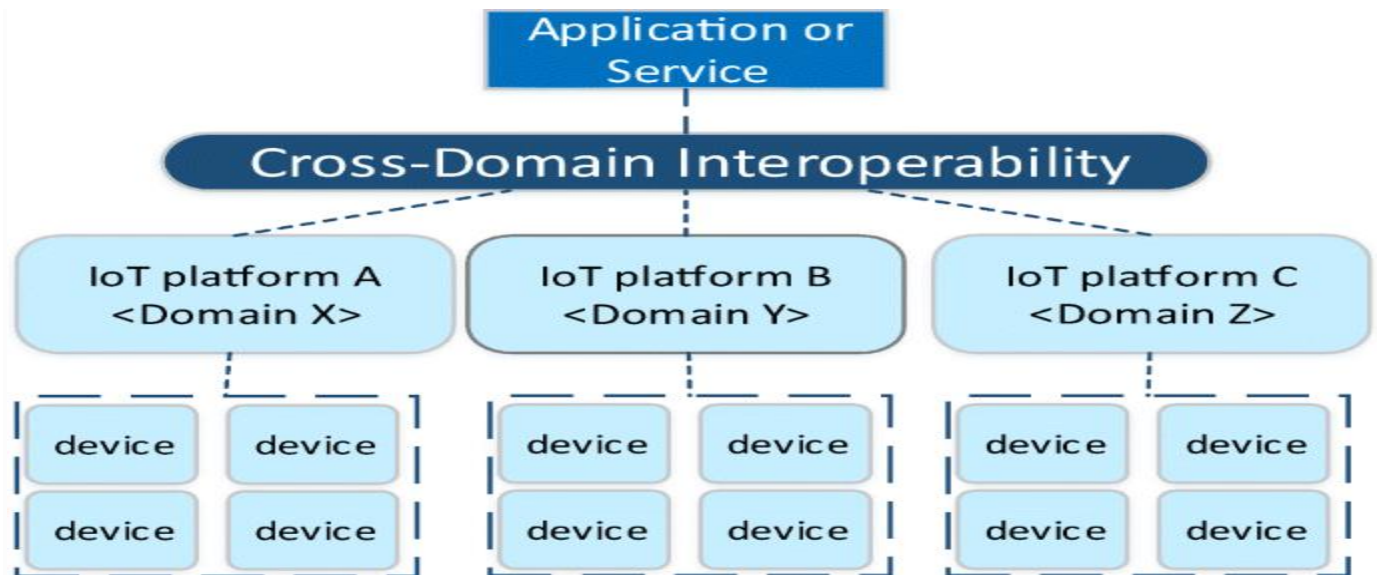 Application or
Service
Cross-Domain Interoperability
IoT platform A
<Domain X>
IoT platform B
<Domain Y>
IoT platform C
<Domain Z>
device device device device device device
device device device device device device